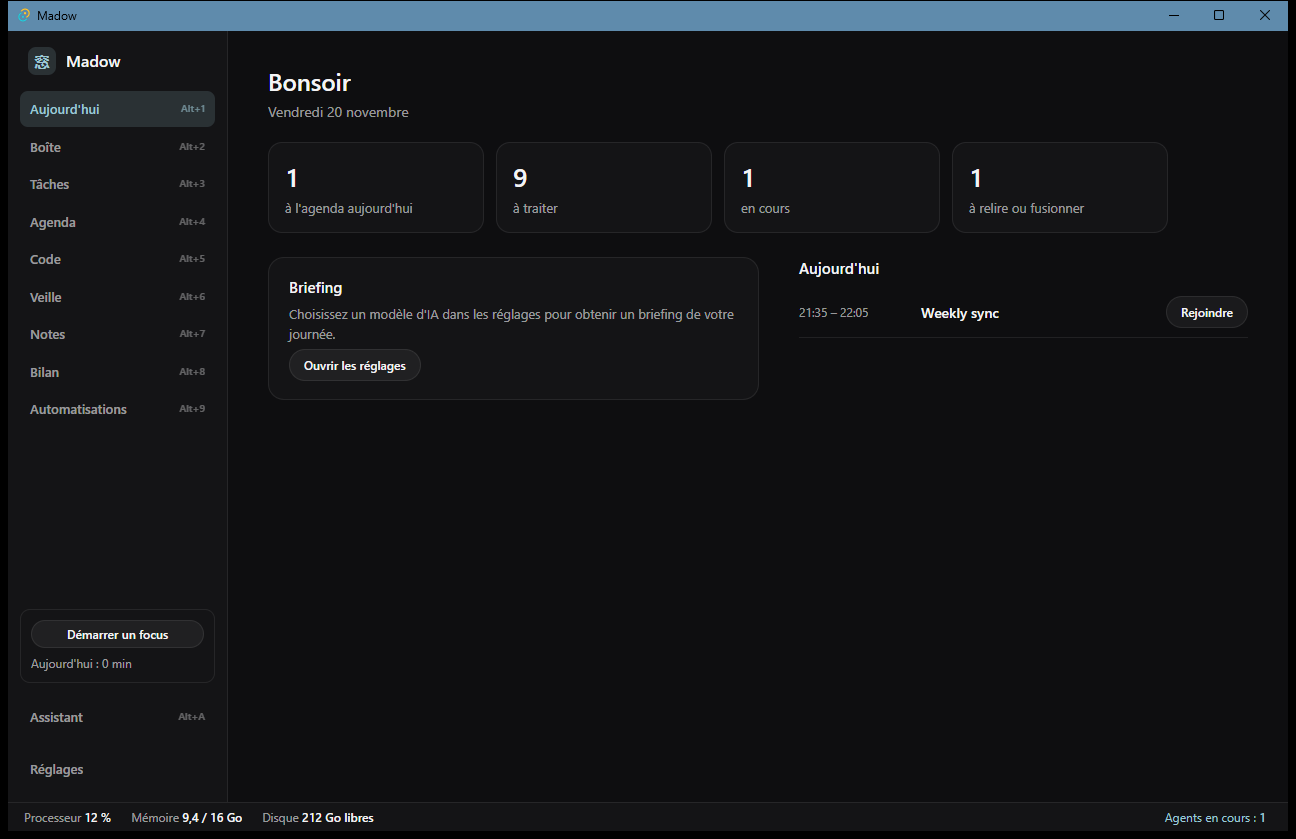 Madow
窓 Madow
Aujourd'hui Alt+1
Boîte Alt+2
Tâches Alt+3
Agenda Alt+4
Code Alt+5
Veille Alt+6
Notes Alt+7
Bilan Alt+8
Automatisations Alt+9
Démarrer un focus
Aujourd'hui : 0 min
Assistant Alt+A
Réglages
Bonsoir
Vendredi 20 novembre
1
à l'agenda aujourd'hui
9
à traiter
1
en cours
1
à relire ou fusionner
Briefing
Choisissez un modèle d'IA dans les réglages pour obtenir un briefing de votre
journée.
Ouvrir les réglages
Aujourd'hui
21:35 – 22:05 Weekly sync Rejoindre
Processeur 12 % Mémoire 9,4 / 16 Go Disque 212 Go libres Agents en cours : 1